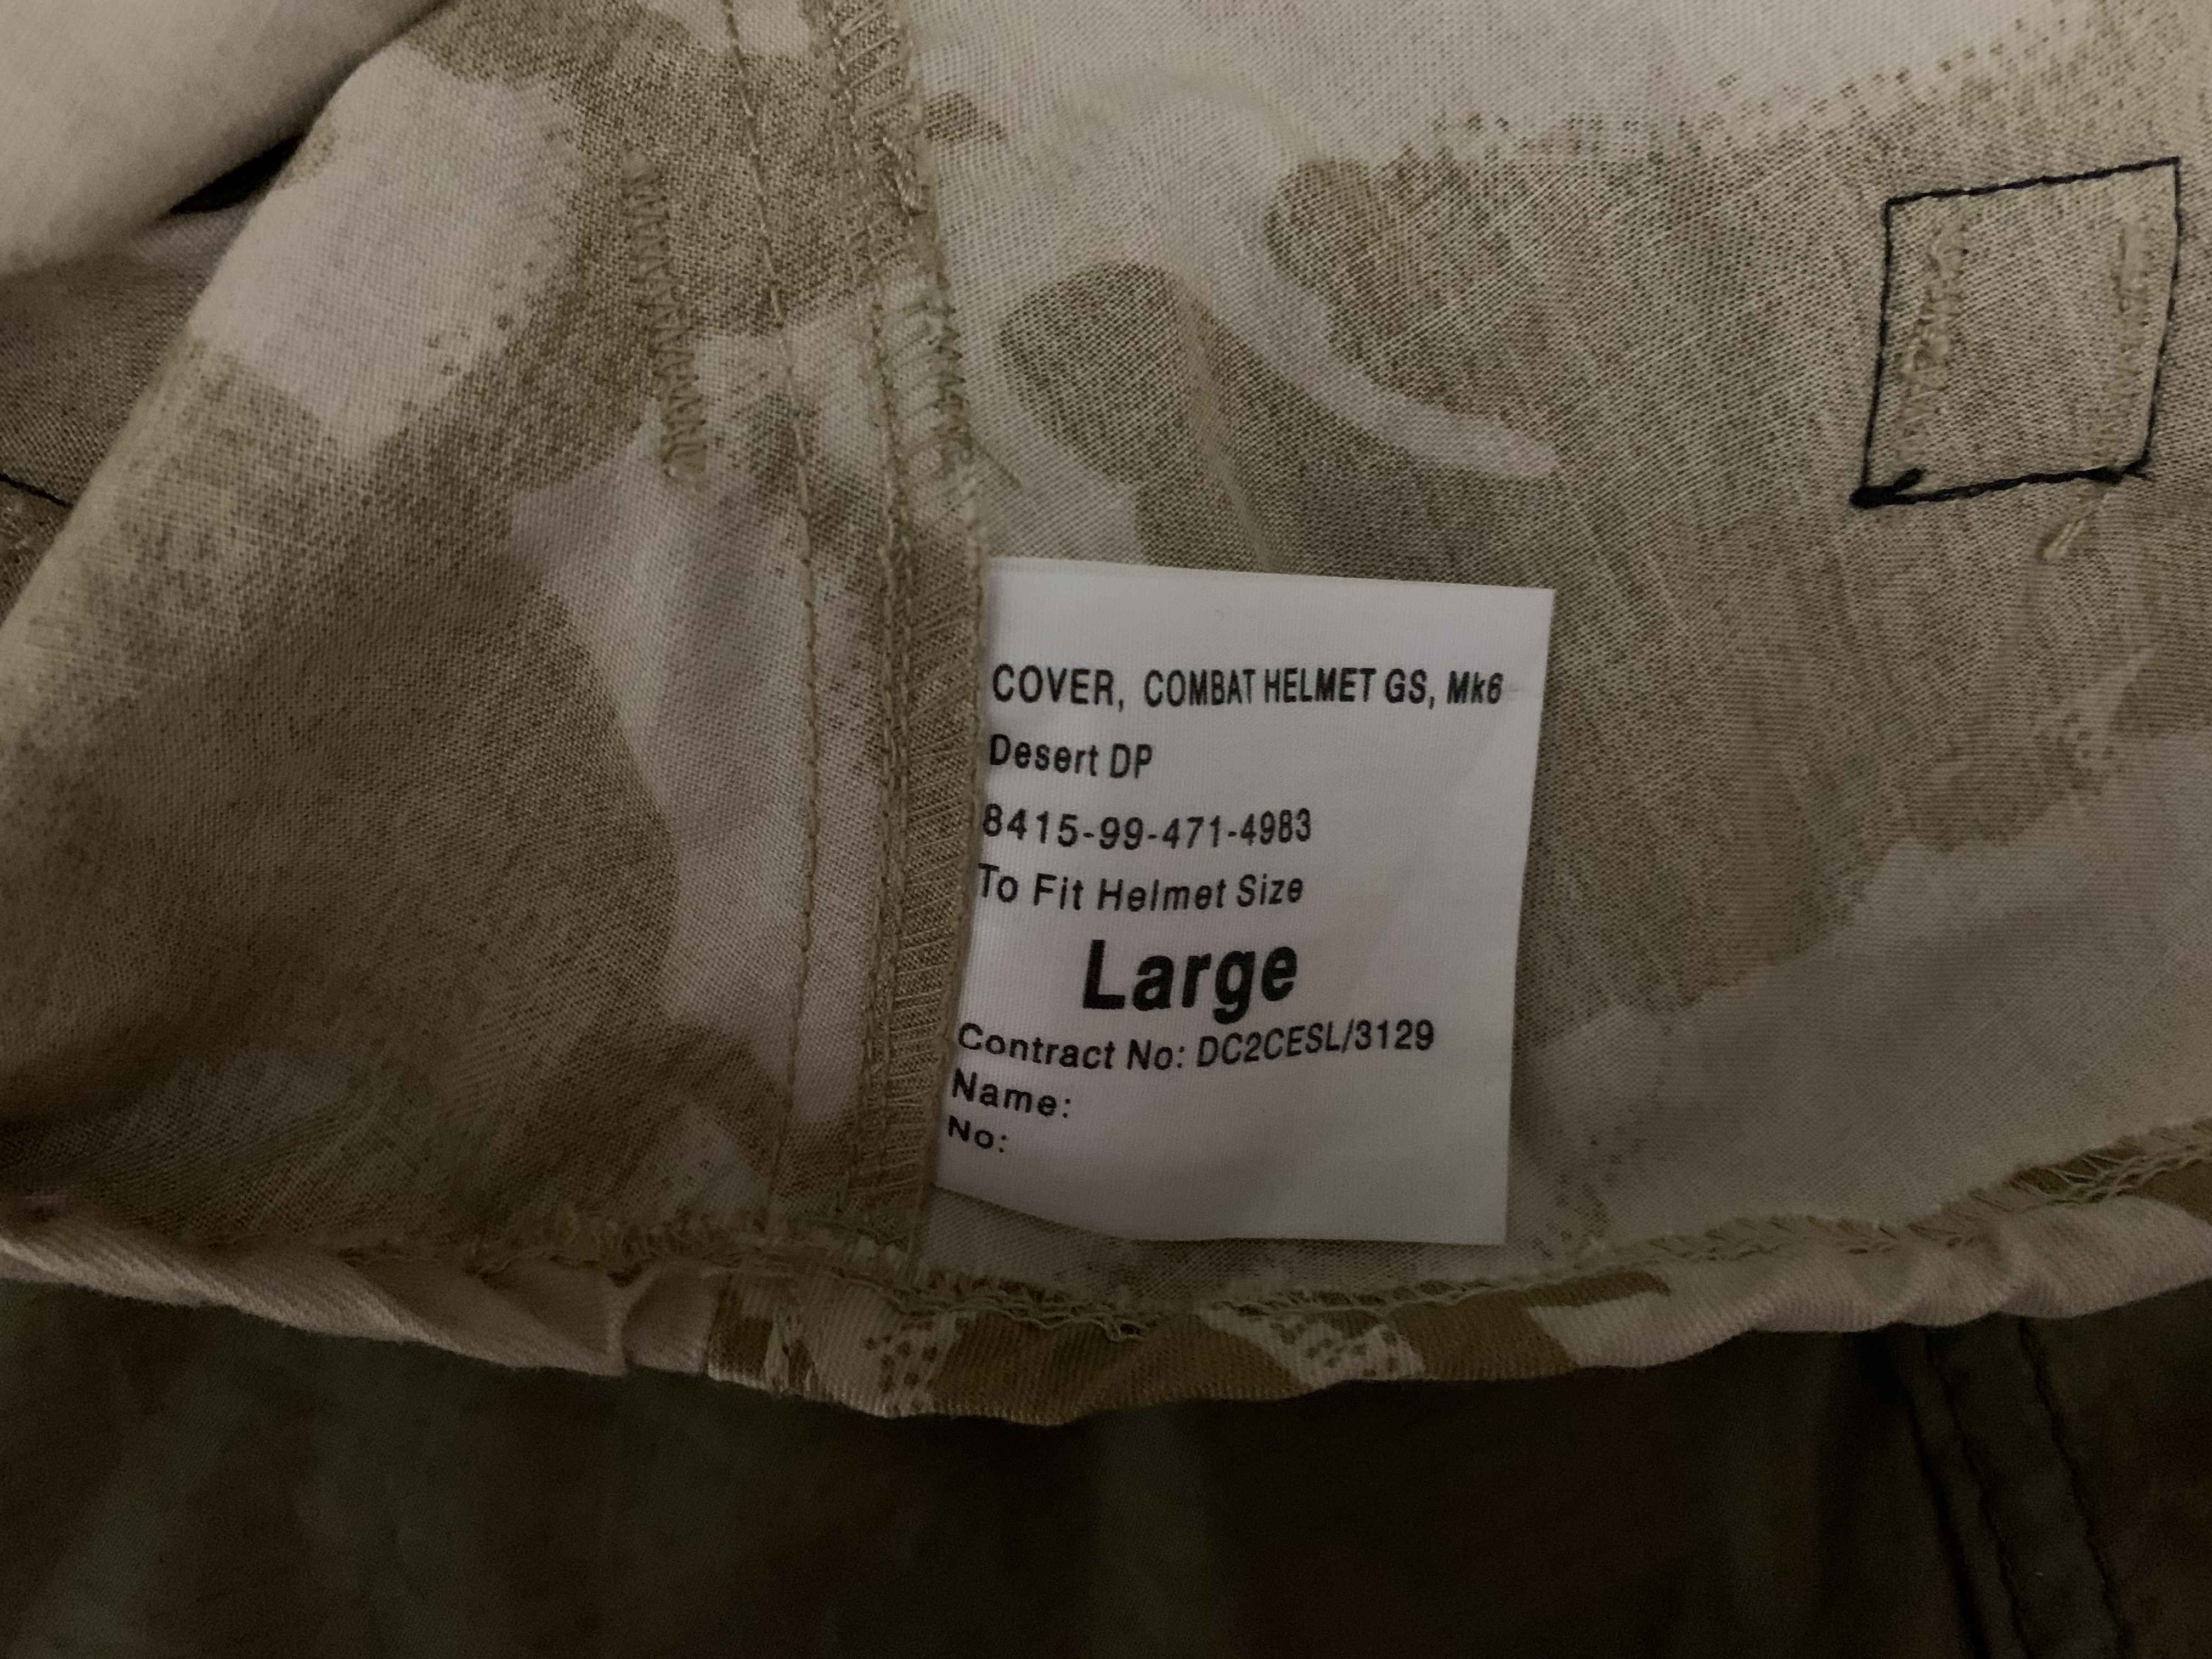 COVER, COMBAT HELMET GS, Mk6
Desert DP
8415-99-471-4983
To Fit Helmet Size
Large
Contract No: DC2CESL/3129
Name:
No: